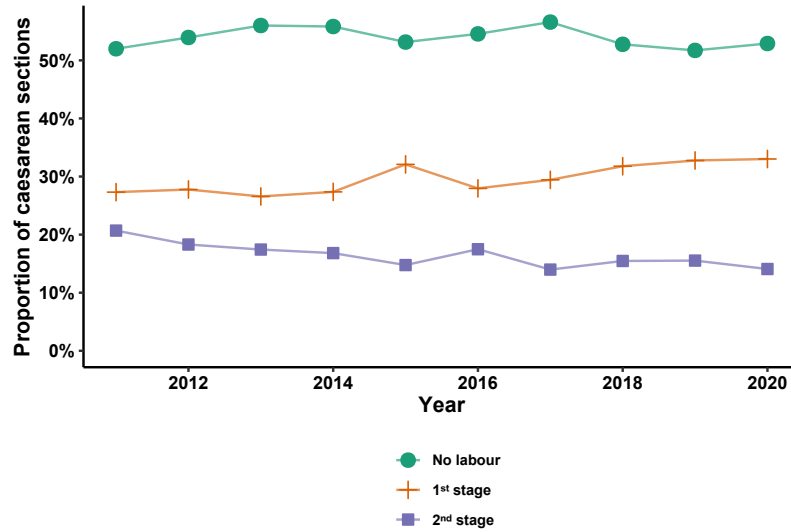 Proportion of caesarean sections
50%
40%
30%
20%
10%
0%
2012 2014 2016 2018 2020
Year
No labour
1st stage
2nd stage